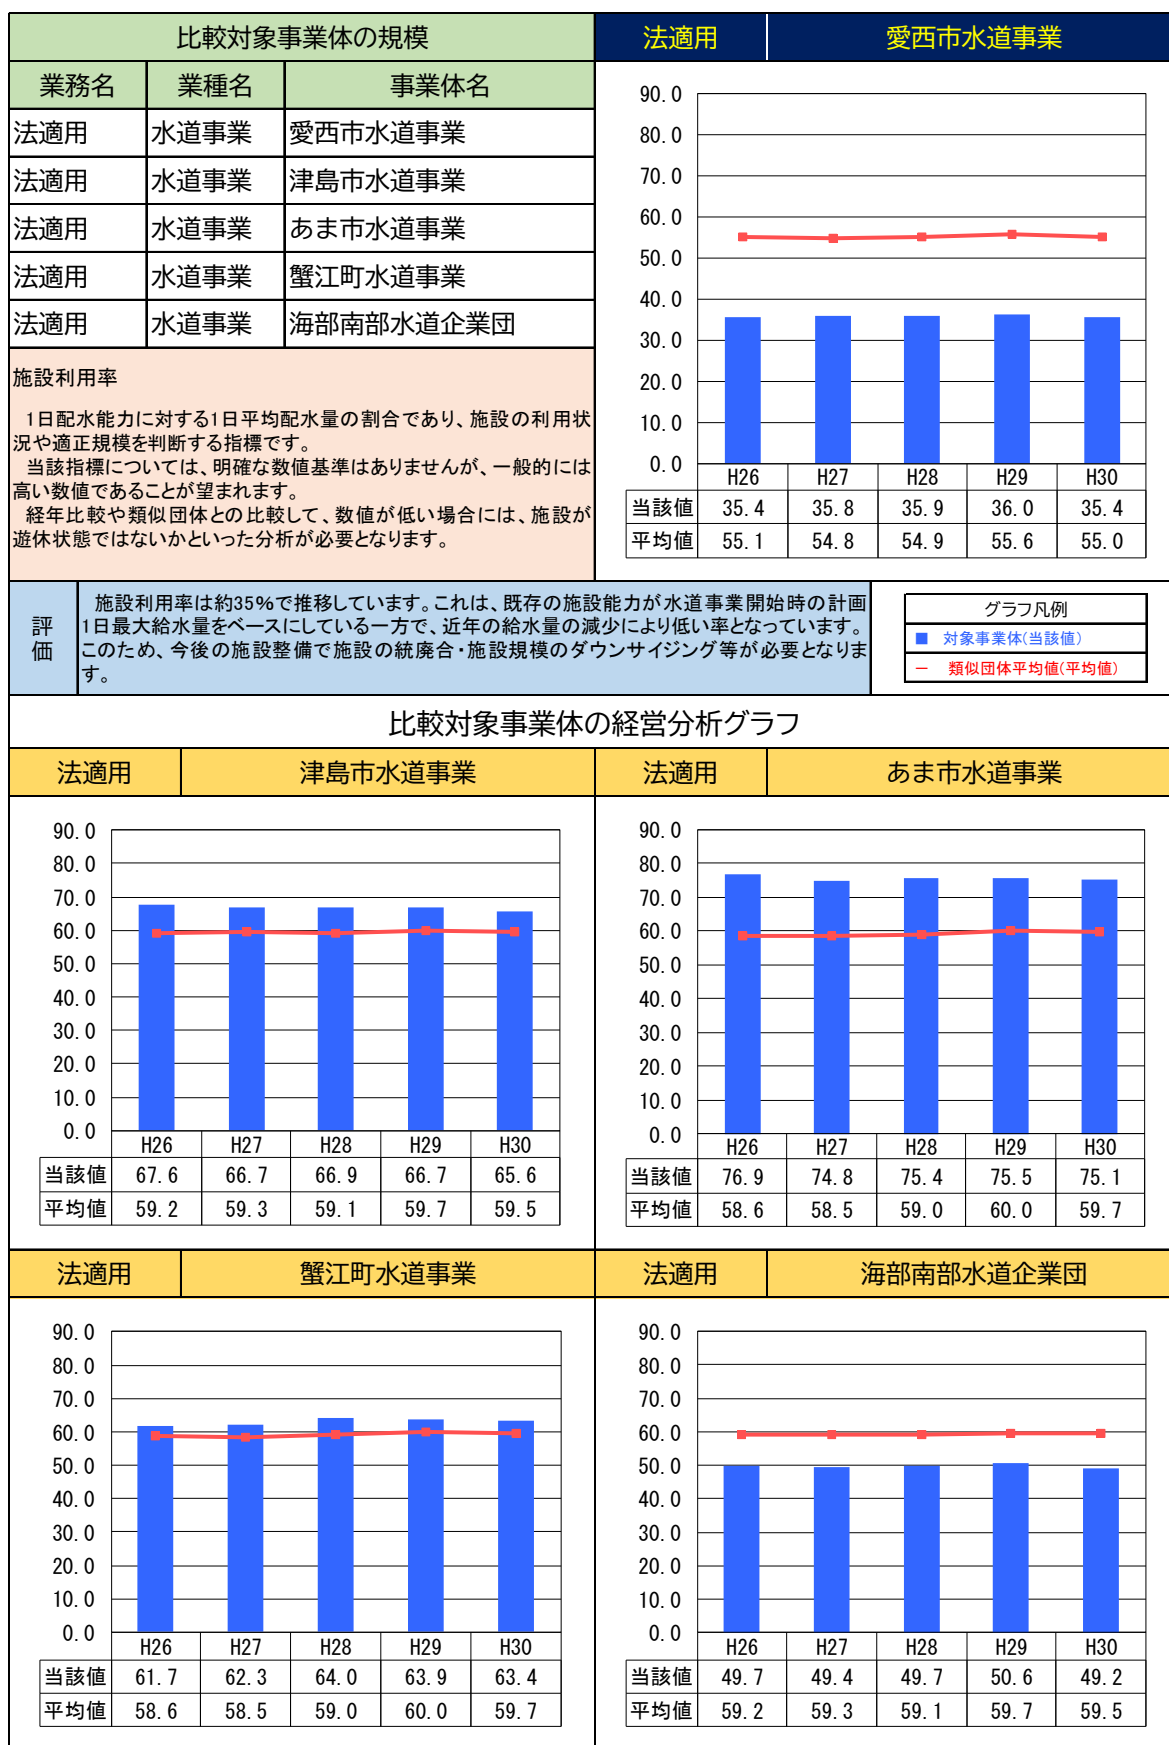 比較対象事業体の規模
業務名 業種名 事業体名
法適用 水道事業 愛西市水道事業
法適用 水道事業 津島市水道事業
法適用 水道事業 あま市水道事業
法適用 水道事業 蟹江町水道事業
法適用 水道事業 海部南部水道企業団
施設利用率
1日配水能力に対する1日平均配水量の割合であり、施設の利用状
況や適正規模を判断する指標です。
当該指標については、明確な数値基準はありませんが、一般的には
高い数値であることが望まれます。
経年比較や類似団体との比較して、数値が低い場合には、施設が
遊休状態ではないかといった分析が必要となります。
法適用 愛西市水道事業
90.0
80.0
70.0
60.0
50.0
40.0
30.0
20.0
10.0
0.0
H26 H27 H28 H29 H30
当該値 35.4 35.8 35.9 36.0 35.4
平均値 55.1 54.8 54.9 55.6 55.0
評価
施設利用率は約35%で推移しています。これは、既存の施設能力が水道事業開始時の計画
1日最大給水量をベースにしている一方で、近年の給水量の減少により低い率となっています。
このため、今後の施設整備で施設の統廃合・施設規模のダウンサイジング等が必要となりま
す。
グラフ凡例
■ 対象事業体(当該値)
− 類似団体平均値(平均値)
比較対象事業体の経営分析グラフ
法適用 津島市水道事業
90.0
80.0
70.0
60.0
50.0
40.0
30.0
20.0
10.0
0.0
H26 H27 H28 H29 H30
当該値 67.6 66.7 66.9 66.7 65.6
平均値 59.2 59.3 59.1 59.7 59.5
法適用 あま市水道事業
90.0
80.0
70.0
60.0
50.0
40.0
30.0
20.0
10.0
0.0
H26 H27 H28 H29 H30
当該値 76.9 74.8 75.4 75.5 75.1
平均値 58.6 58.5 59.0 60.0 59.7
法適用 蟹江町水道事業
90.0
80.0
70.0
60.0
50.0
40.0
30.0
20.0
10.0
0.0
H26 H27 H28 H29 H30
当該値 61.7 62.3 64.0 63.9 63.4
平均値 58.6 58.5 59.0 60.0 59.7
法適用 海部南部水道企業団
90.0
80.0
70.0
60.0
50.0
40.0
30.0
20.0
10.0
0.0
H26 H27 H28 H29 H30
当該値 49.7 49.4 49.7 50.6 49.2
平均値 59.2 59.3 59.1 59.7 59.5